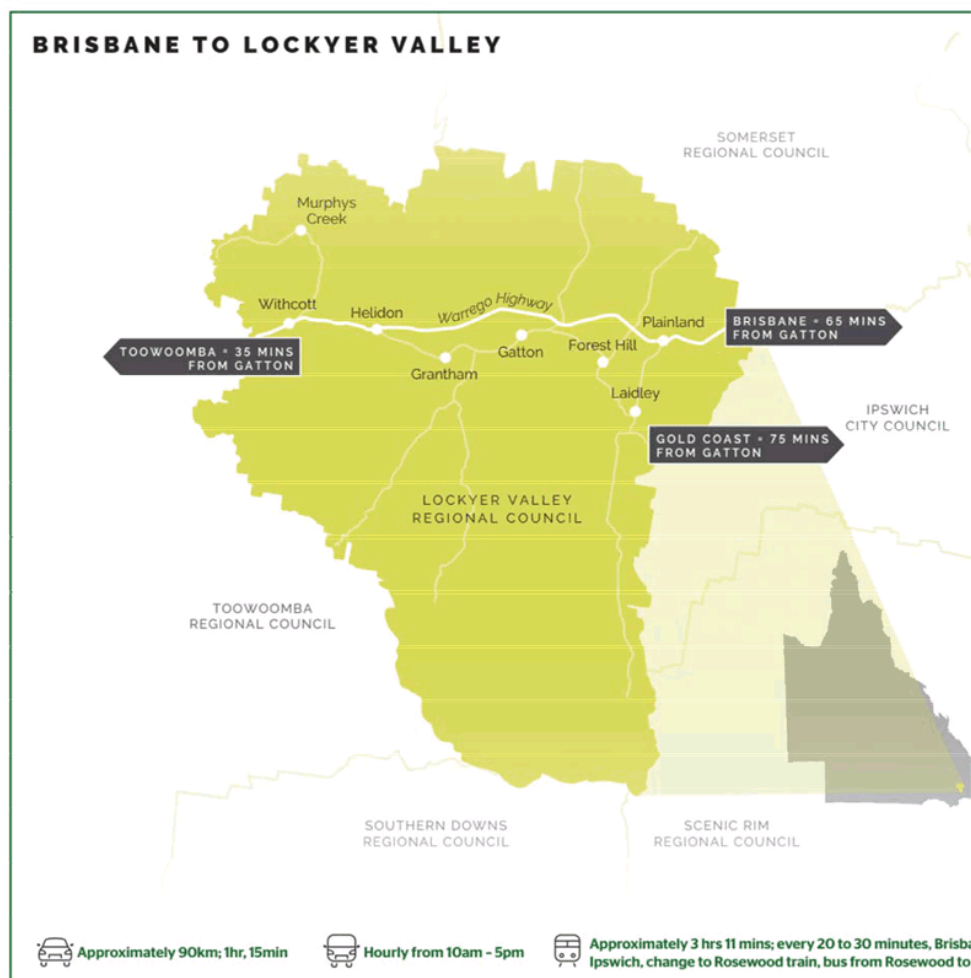 BRISBANE TO LOCKYER VALLEY
SOMERSET
REGIONAL COUNCIL
Murphys
Creek
Withcott
Helidon
Warrego Highway
Plainland
BRISBANE = 65 MINS
FROM GATTON
TOOWOOMBA = 35 MINS
FROM GATTON
Grantham
Gatton
Forest Hill
Laidley
IPSWICH
CITY COUNCIL
GOLD COAST = 75 MINS
FROM GATTON
LOCKYER VALLEY
REGIONAL COUNCIL
TOOWOOMBA
REGIONAL COUNCIL
SOUTHERN DOWNS
REGIONAL COUNCIL
SCENIC RIM
REGIONAL COUNCIL
Approximately 90km; 1hr, 15min
Hourly from 10am – 5pm
Approximately 3 hrs 11 mins; every 20 to 30 minutes,
Ipswich, change to Rosewood train, bus from Rosewood to